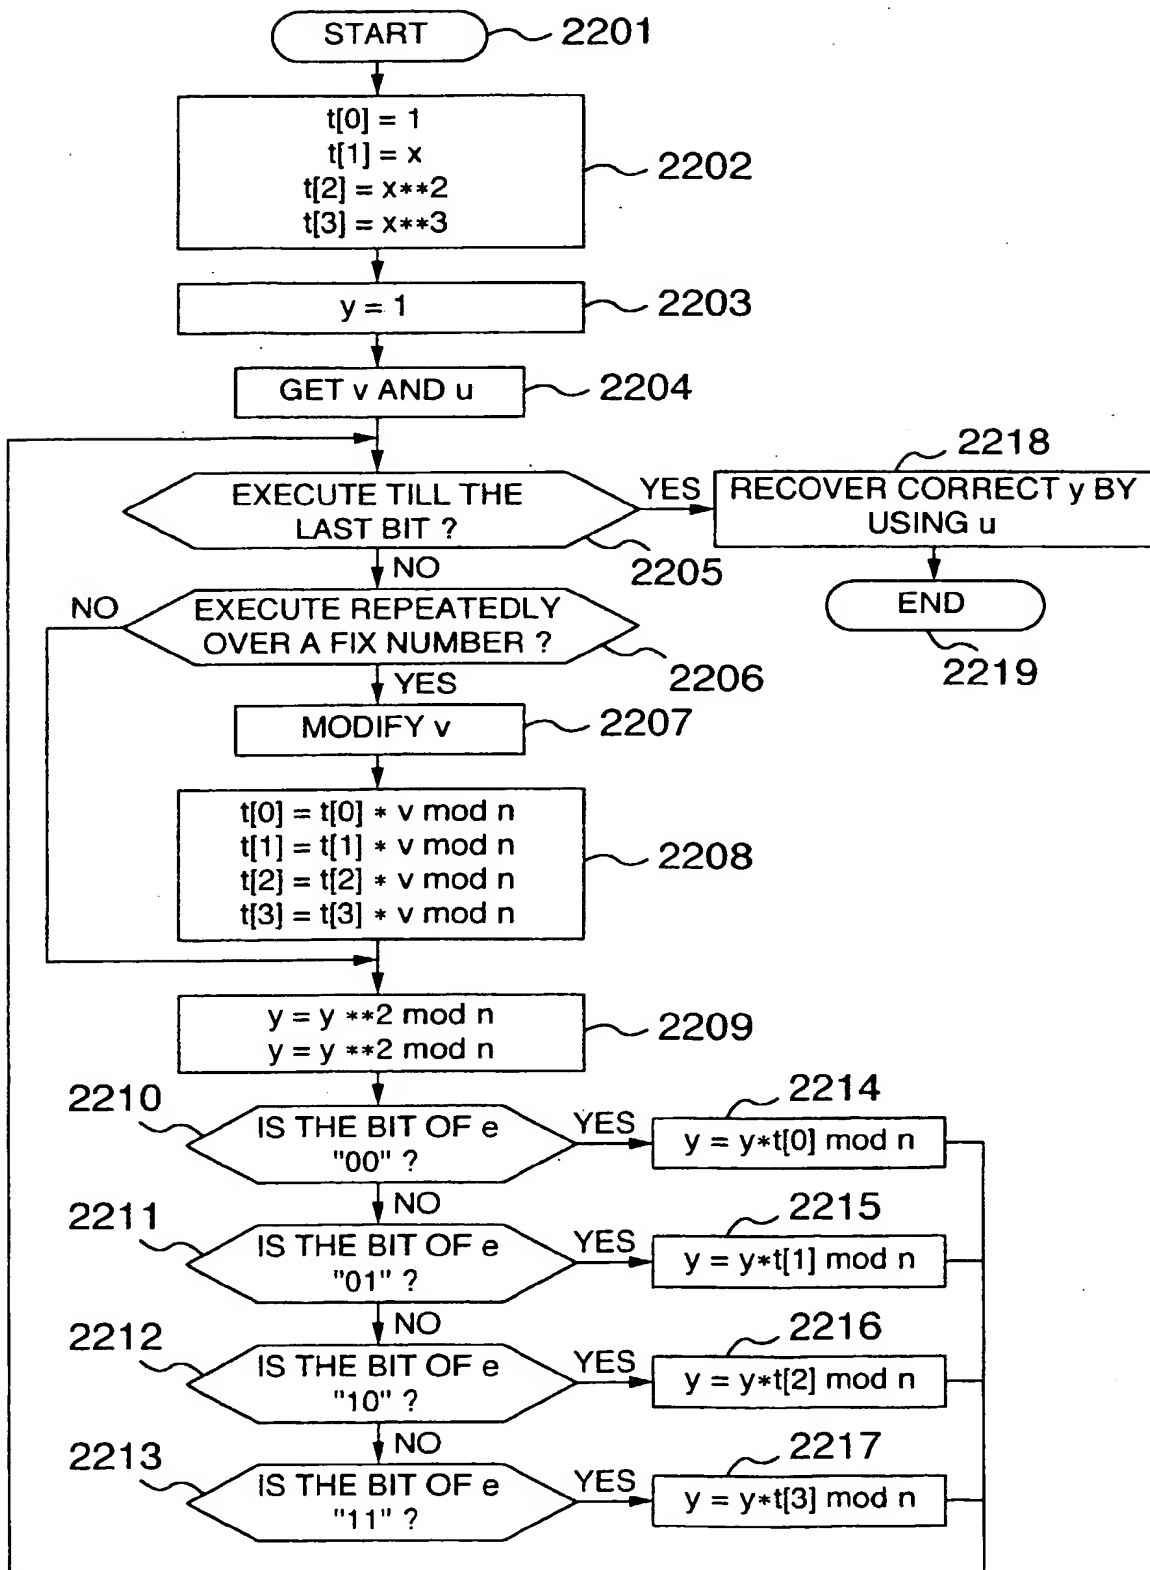 START
2201
t[0] = 1
t[1] = x
t[2] = x**2
t[3] = x**3
2202
y = 1
2203
GET v AND u
2204
EXECUTE TILL THE
LAST BIT ?
2205
YES
2218
RECOVER CORRECT y BY
USING u
END
2219
NO
NO
EXECUTE REPEATEDLY
OVER A FIX NUMBER ?
2206
YES
MODIFY v
2207
t[0] = t[0] * v mod n
t[1] = t[1] * v mod n
t[2] = t[2] * v mod n
t[3] = t[3] * v mod n
2208
y = y **2 mod n
y = y **2 mod n
2209
2210
IS THE BIT OF e
"00" ?
YES
2214
y = y*t[0] mod n
NO
2211
IS THE BIT OF e
"01" ?
YES
2215
y = y*t[1] mod n
NO
2212
IS THE BIT OF e
"10" ?
YES
2216
y = y*t[2] mod n
NO
2213
IS THE BIT OF e
"11" ?
YES
2217
y = y*t[3] mod n